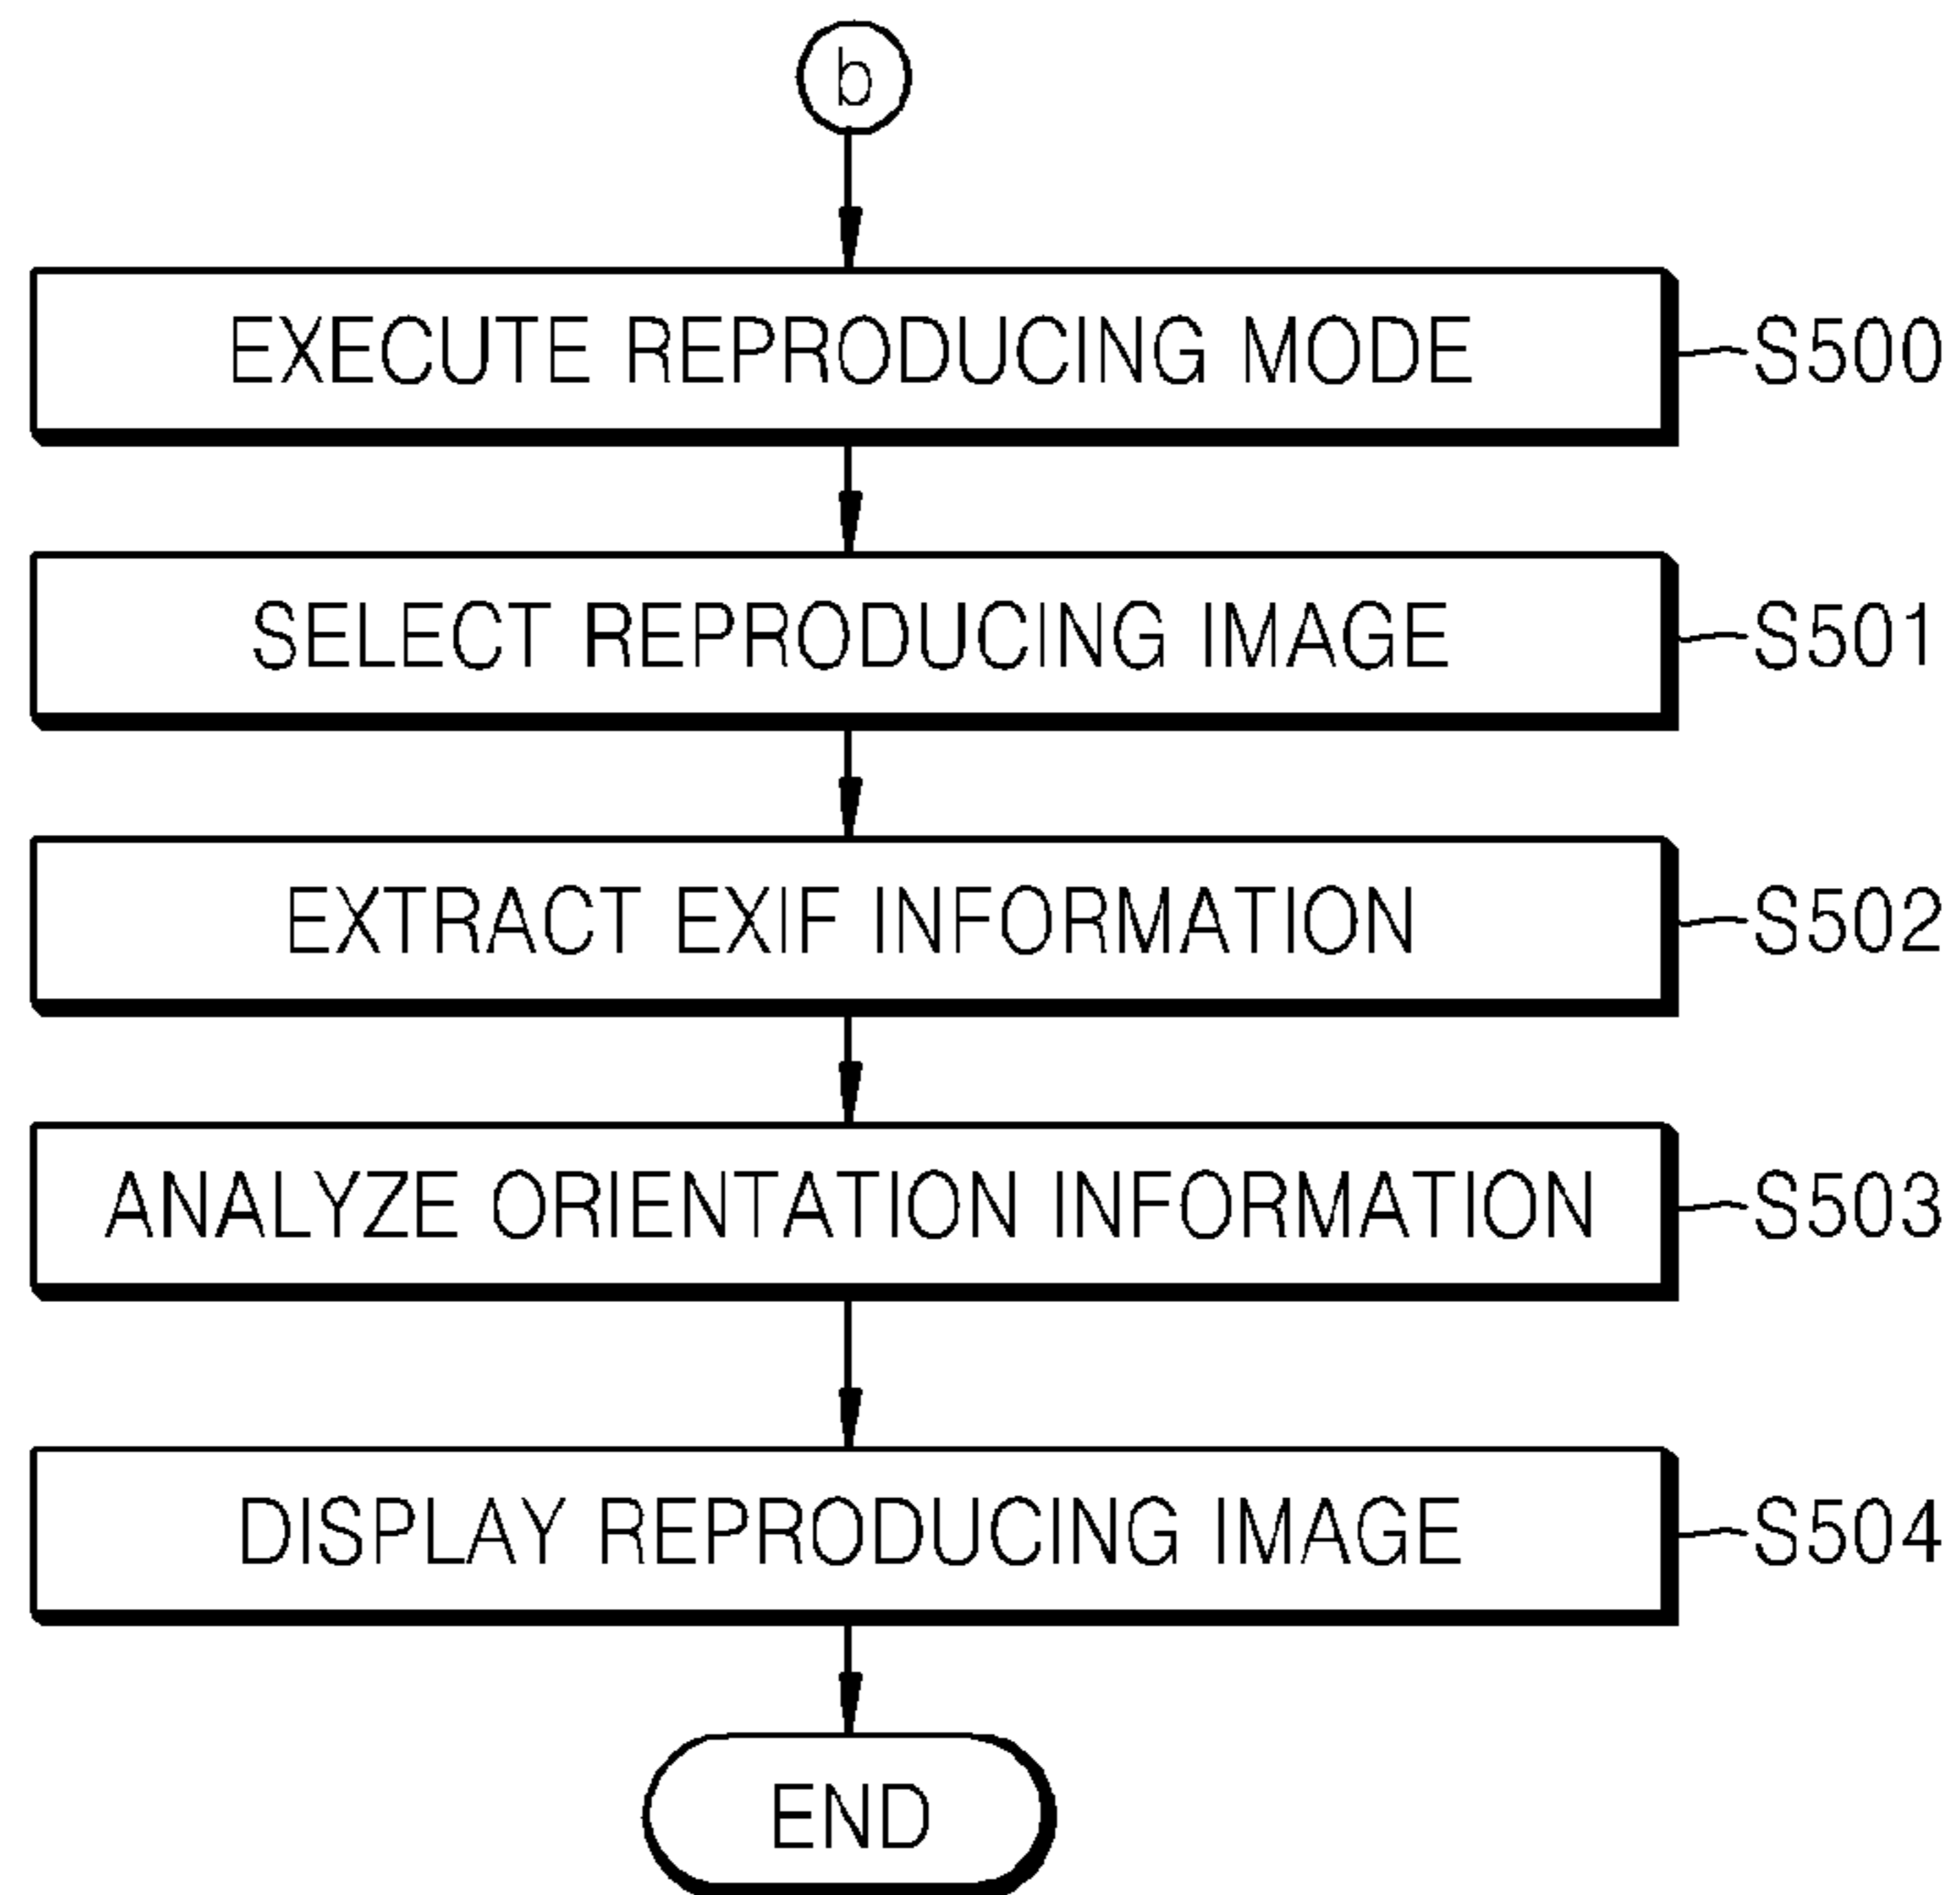 b
EXECUTE REPRODUCING MODE S500
SELECT REPRODUCING IMAGE S501
EXTRACT EXIF INFORMATION S502
ANALYZE ORIENTATION INFORMATION S503
DISPLAY REPRODUCING IMAGE S504
END